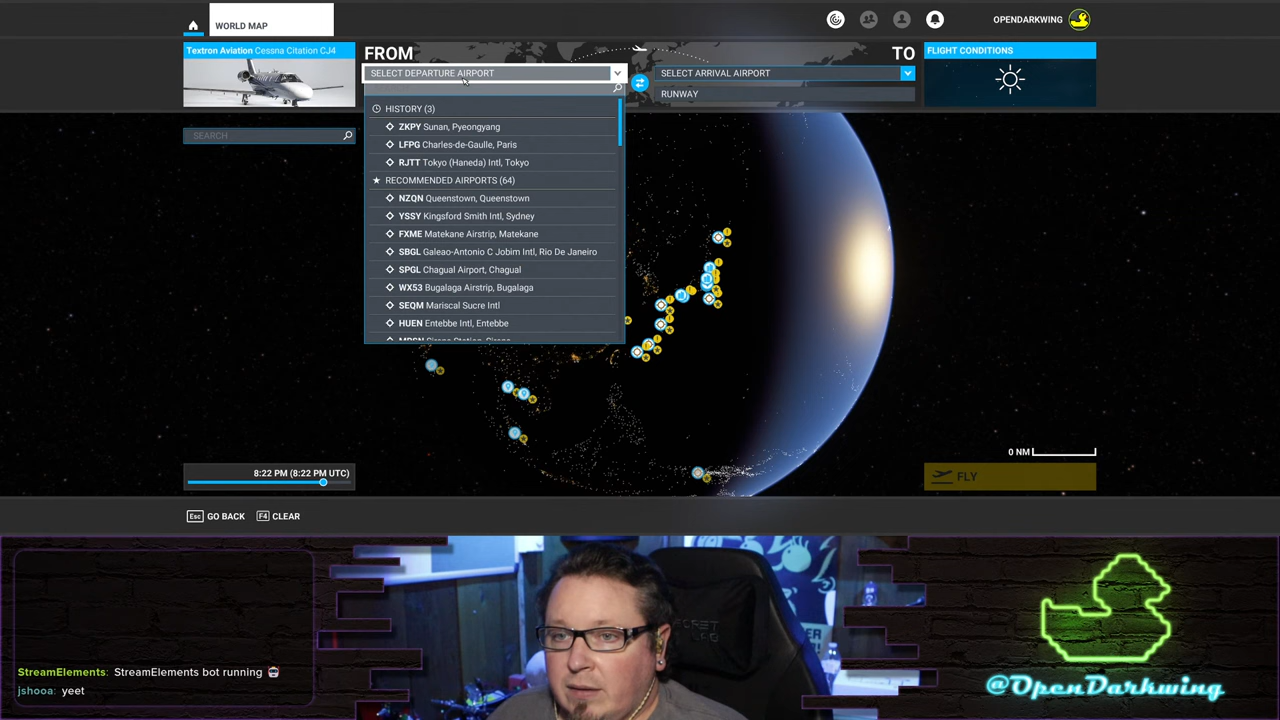 WORLD MAP
OPENDARKWING
Textron Aviation Cessna Citation CJ4
FROM
TO
FLIGHT CONDITIONS
SELECT DEPARTURE AIRPORT
SELECT ARRIVAL AIRPORT
RUNWAY
SEARCH
HISTORY (3)
ZKPY Sunan, Pyeongyang
LFPG Charles-de-Gaulle, Paris
RJTT Tokyo (Haneda) Intl, Tokyo
RECOMMENDED AIRPORTS (64)
NZQN Queenstown, Queenstown
YSSY Kingsford Smith Intl, Sydney
FXME Matekane Airstrip, Matekane
SBGL Galeao-Antonio C Jobim Intl, Rio De Janeiro
SPGL Chagual Airport, Chagual
WX53 Bugalaga Airstrip, Bugalaga
SEQM Mariscal Sucre Intl
HUEN Entebbe Intl, Entebbe
8:22 PM (8:22 PM UTC)
0 NM
FLY
Esc GO BACK F4 CLEAR
StreamElements: StreamElements bot running
jshooa: yeet
@OpenDarkwing